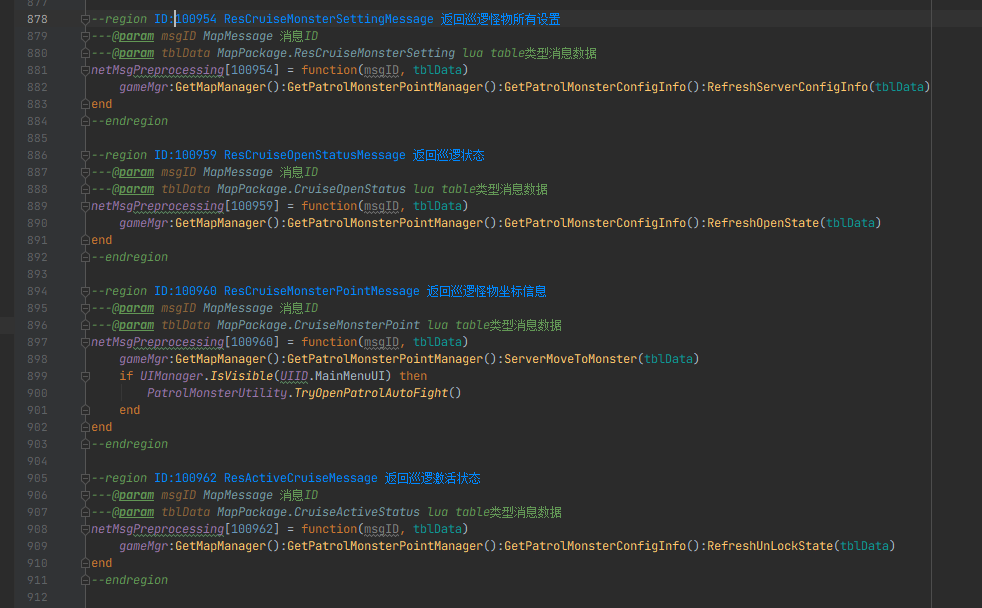 877
878 --region ID:100954 ResCruiseMonsterSettingMessage 返回巡逻怪物所有设置
879 ---@param msgID MapMessage 消息ID
880 ---@param tblData MapPackage.ResCruiseMonsterSetting lua table类型消息数据
881 netMsgPreprocessing[100954] = function(msgID, tblData)
882 gameMgr:GetMapManager():GetPatrolMonsterPointManager():GetPatrolMonsterConfigInfo():RefreshServerConfigInfo(tblData)
883 end
884 --endregion
885
886 --region ID:100959 ResCruiseOpenStatusMessage 返回巡逻状态
887 ---@param msgID MapMessage 消息ID
888 ---@param tblData MapPackage.CruiseOpenStatus lua table类型消息数据
889 netMsgPreprocessing[100959] = function(msgID, tblData)
890 gameMgr:GetMapManager():GetPatrolMonsterPointManager():GetPatrolMonsterConfigInfo():RefreshOpenState(tblData)
891 end
892 --endregion
893
894 --region ID:100960 ResCruiseMonsterPointMessage 返回巡逻怪物坐标信息
895 ---@param msgID MapMessage 消息ID
896 ---@param tblData MapPackage.CruiseMonsterPoint lua table类型消息数据
897 netMsgPreprocessing[100960] = function(msgID, tblData)
898 gameMgr:GetMapManager():GetPatrolMonsterPointManager():ServerMoveToMonster(tblData)
899 if UIManager.IsVisible(UIID.MainMenuUI) then
900 PatrolMonsterUtility.TryOpenPatrolAutoFight()
901 end
902 end
903 --endregion
904
905 --region ID:100962 ResActiveCruiseMessage 返回巡逻激活状态
906 ---@param msgID MapMessage 消息ID
907 ---@param tblData MapPackage.CruiseActiveStatus lua table类型消息数据
908 netMsgPreprocessing[100962] = function(msgID, tblData)
909 gameMgr:GetMapManager():GetPatrolMonsterPointManager():GetPatrolMonsterConfigInfo():RefreshUnLockState(tblData)
910 end
911 --endregion
912